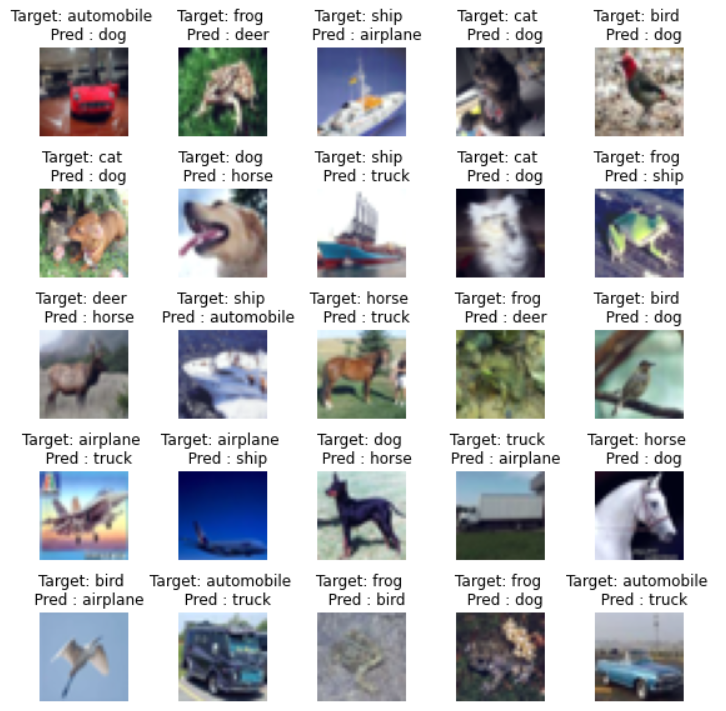 Target: automobile
Pred : dog
Target: frog
Pred : deer
Target: ship
Pred : airplane
Target: cat
Pred : dog
Target: bird
Pred : dog
Target: cat
Pred : dog
Target: dog
Pred : horse
Target: ship
Pred : truck
Target: cat
Pred : dog
Target: frog
Pred : ship
Target: deer
Pred : horse
Target: ship
Pred : automobile
Target: horse
Pred : truck
Target: frog
Pred : deer
Target: bird
Pred : dog
Target: airplane
Pred : truck
Target: airplane
Pred : ship
Target: dog
Pred : horse
Target: truck
Pred : airplane
Target: horse
Pred : dog
Target: bird
Pred : airplane
Target: automobile
Pred : truck
Target: frog
Pred : bird
Target: frog
Pred : dog
Target: automobile
Pred : truck